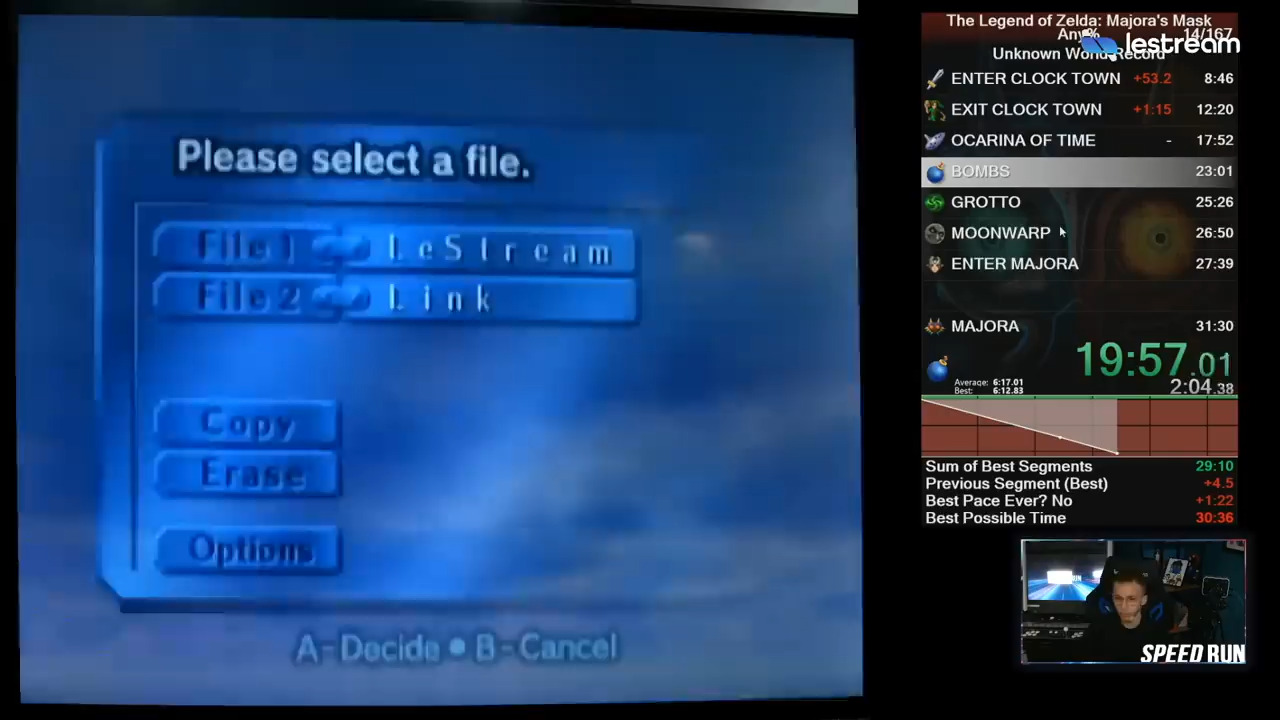 Please select a file.
File 1 LeStream
File 2 Link
Copy
Erase
Options
A-Decide B-Cancel
The Legend of Zelda: Majora's Mask
Any% 14/167
lestream
Unknown World Record
ENTER CLOCK TOWN +53.2 8:46
EXIT CLOCK TOWN +1:15 12:20
OCARINA OF TIME - 17:52
BOMBS 23:01
GROTTO 25:26
MOONWARP 26:50
ENTER MAJORA 27:39
MAJORA 31:30
19:57.01
Average: 6:17.01
Best: 6:12.83
2:04.38
Sum of Best Segments 29:10
Previous Segment (Best) +4.5
Best Pace Ever? No +1:22
Best Possible Time 30:36
SPEED RUN